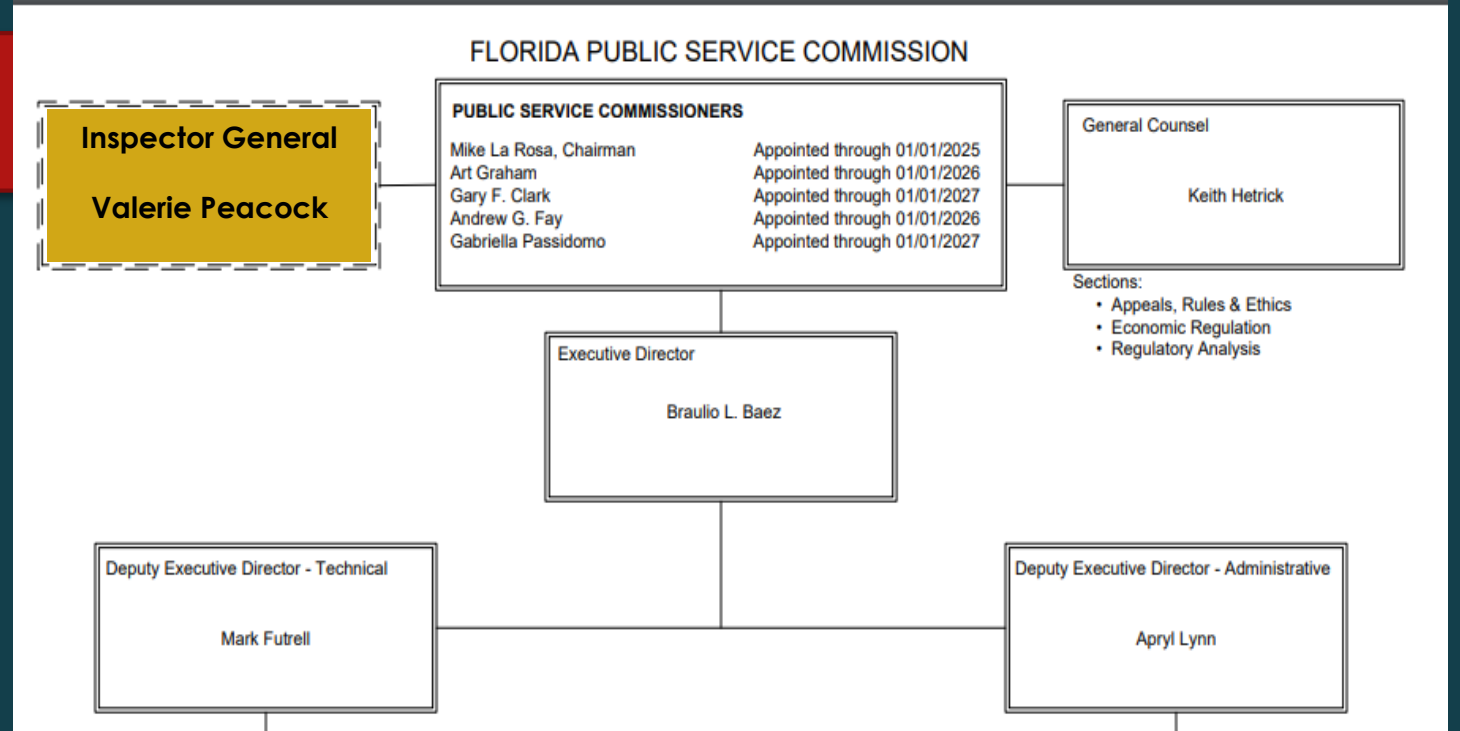 FLORIDA PUBLIC SERVICE COMMISSION
Inspector General
Valerie Peacock
PUBLIC SERVICE COMMISSIONERS
Mike La Rosa, Chairman Appointed through 01/01/2025
Art Graham Appointed through 01/01/2026
Gary F. Clark Appointed through 01/01/2027
Andrew G. Fay Appointed through 01/01/2026
Gabriella Passidomo Appointed through 01/01/2027
General Counsel
Keith Hetrick
Sections:
• Appeals, Rules & Ethics
• Economic Regulation
• Regulatory Analysis
Executive Director
Braulio L. Baez
Deputy Executive Director - Technical
Mark Futrell
Deputy Executive Director - Administrative
Apryl Lynn